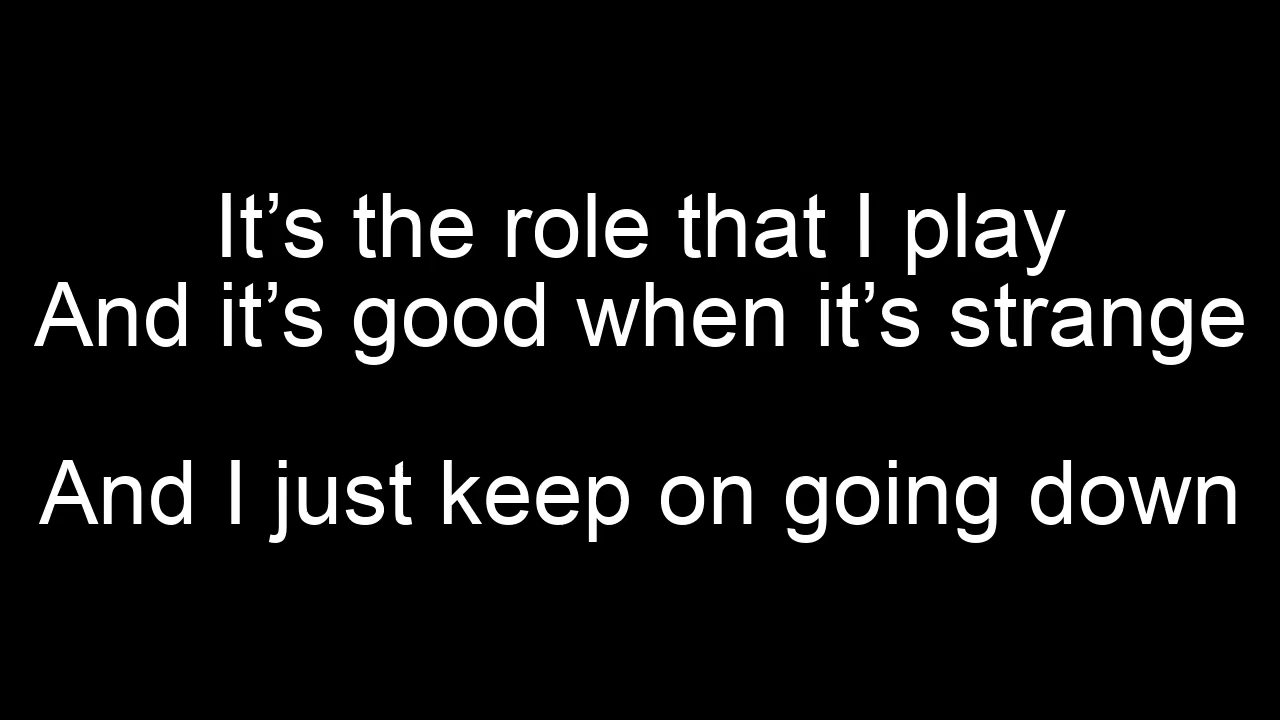 It’s the role that I play
And it’s good when it’s strange
And I just keep on going down